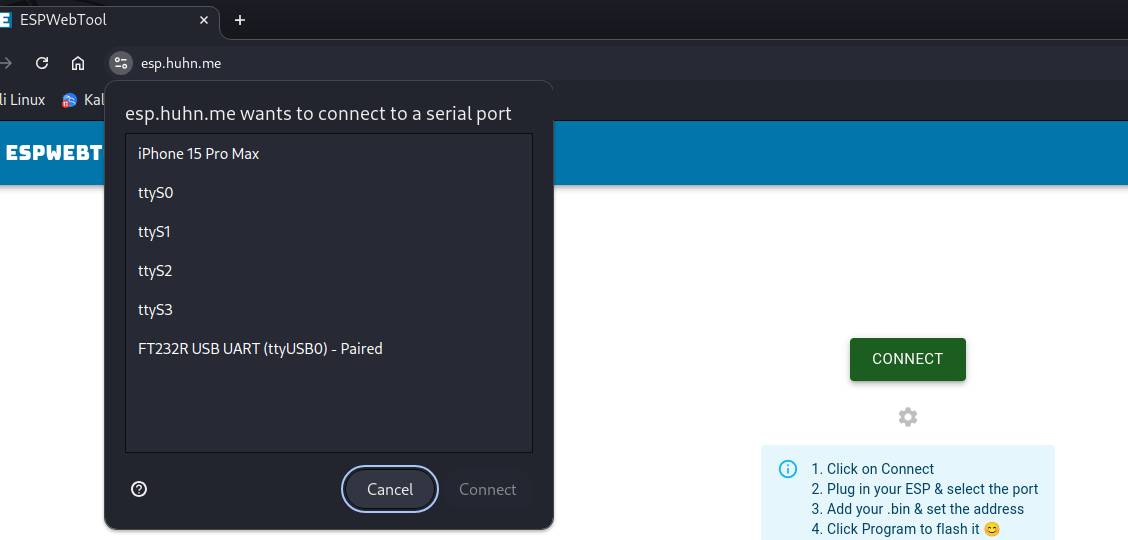 ESPWebTool
esp.huhn.me
li Linux
esp.huhn.me wants to connect to a serial port
ESPWEBT
iPhone 15 Pro Max
ttyS0
ttyS1
ttyS2
ttyS3
FT232R USB UART (ttyUSB0) - Paired
Cancel
Connect
CONNECT
1. Click on Connect
2. Plug in your ESP & select the port
3. Add your .bin & set the address
4. Click Program to flash it 😊